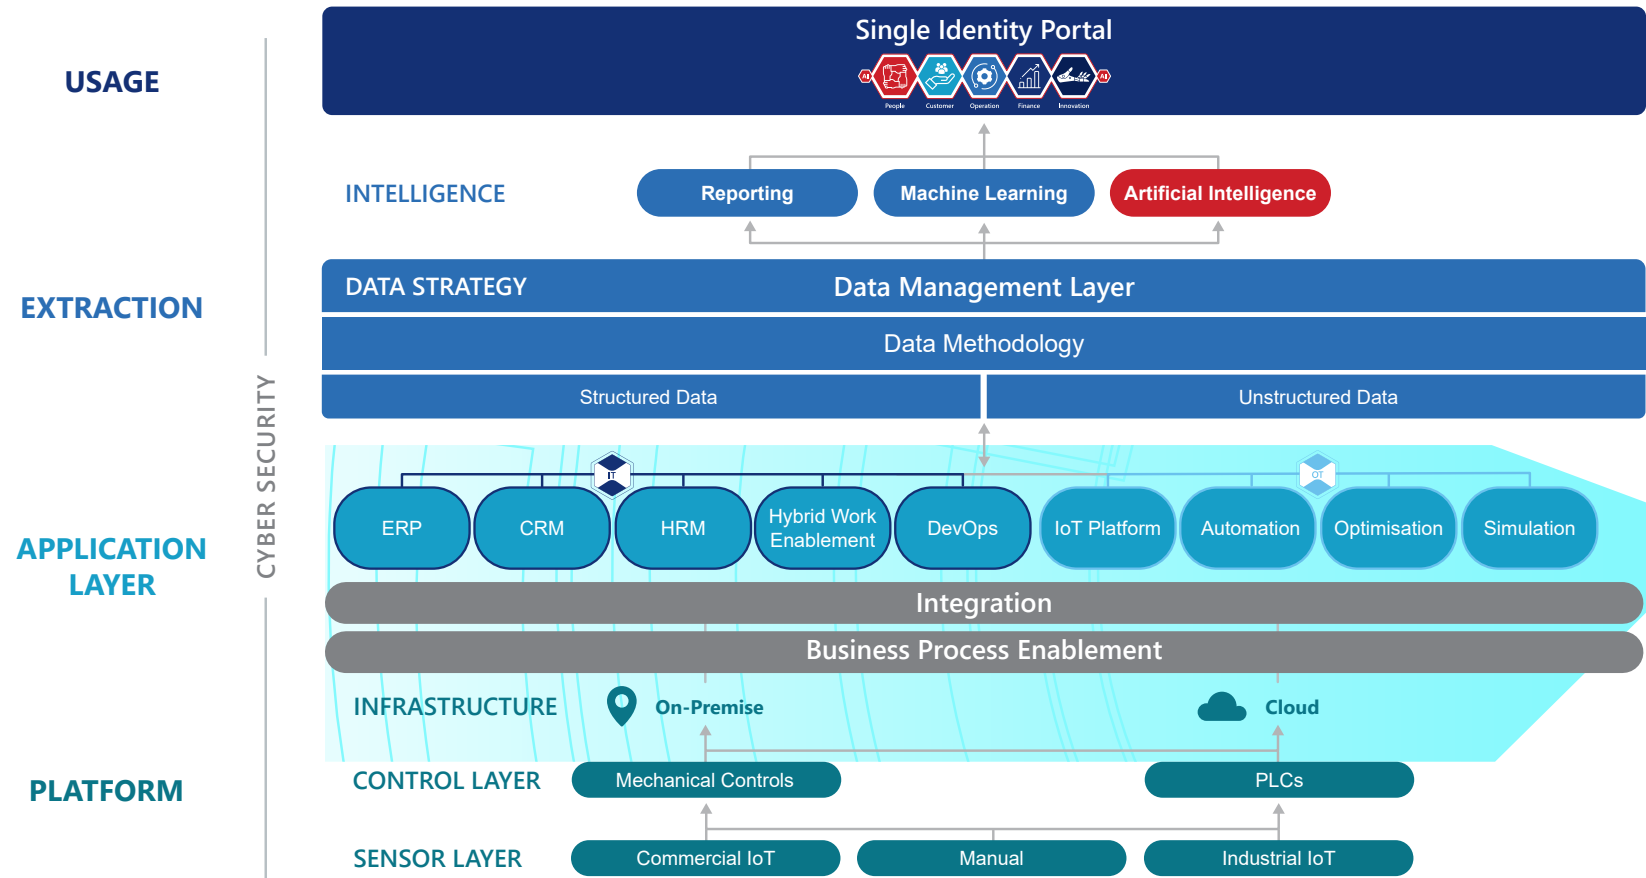 Single Identity Portal
USAGE
AI
AI
People
Customer
Operation
Finance
Innovation
INTELLIGENCE
Reporting
Machine Learning
Artificial Intelligence
EXTRACTION
DATA STRATEGY
Data Management Layer
Data Methodology
Structured Data
Unstructured Data
CYBER SECURITY
IT
OT
APPLICATION
LAYER
ERP
CRM
HRM
Hybrid Work
Enablement
DevOps
IoT Platform
Automation
Optimisation
Simulation
Integration
Business Process Enablement
INFRASTRUCTURE
On-Premise
Cloud
PLATFORM
CONTROL LAYER
Mechanical Controls
PLCs
SENSOR LAYER
Commercial IoT
Manual
Industrial IoT